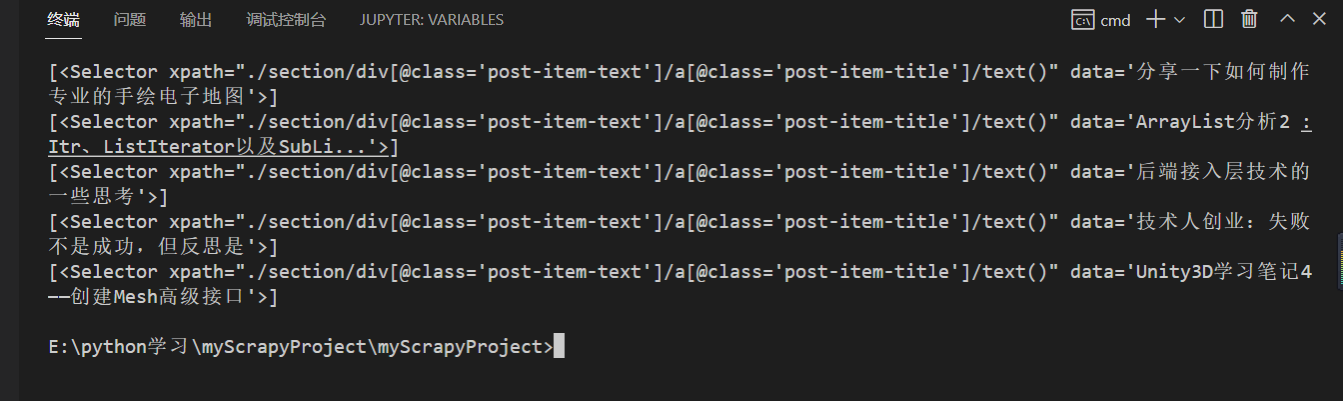 终端 问题 输出 调试控制台 JUPYTER: VARIABLES cmd
[<Selector xpath="./section/div[@class='post-item-text']/a[@class='post-item-title']/text()" data='分享一下如何制作
专业的手绘电子地图'>]
[<Selector xpath="./section/div[@class='post-item-text']/a[@class='post-item-title']/text()" data='ArrayList分析2 :
Itr、ListIterator以及SubLi...'>]
[<Selector xpath="./section/div[@class='post-item-text']/a[@class='post-item-title']/text()" data='后端接入层技术的
一些思考'>]
[<Selector xpath="./section/div[@class='post-item-text']/a[@class='post-item-title']/text()" data='技术人创业：失败
不是成功，但反思是'>]
[<Selector xpath="./section/div[@class='post-item-text']/a[@class='post-item-title']/text()" data='Unity3D学习笔记4
——创建Mesh高级接口'>]
E:\python学习\myScrapyProject\myScrapyProject>